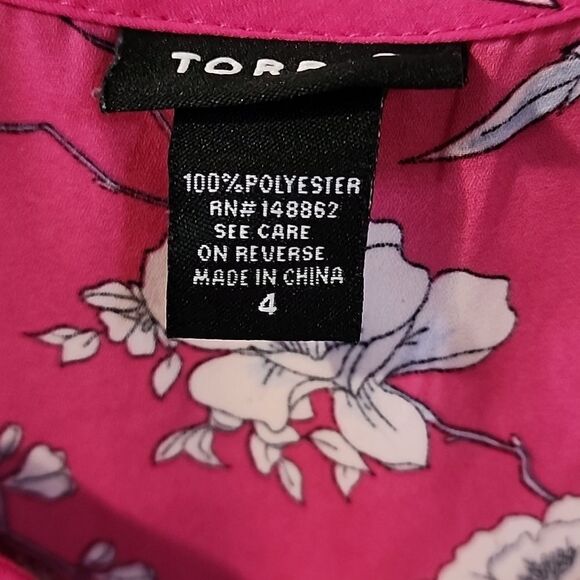 100%POLYESTER
RN#148862
SEE CARE
ON REVERSE
MADE IN CHINA
4